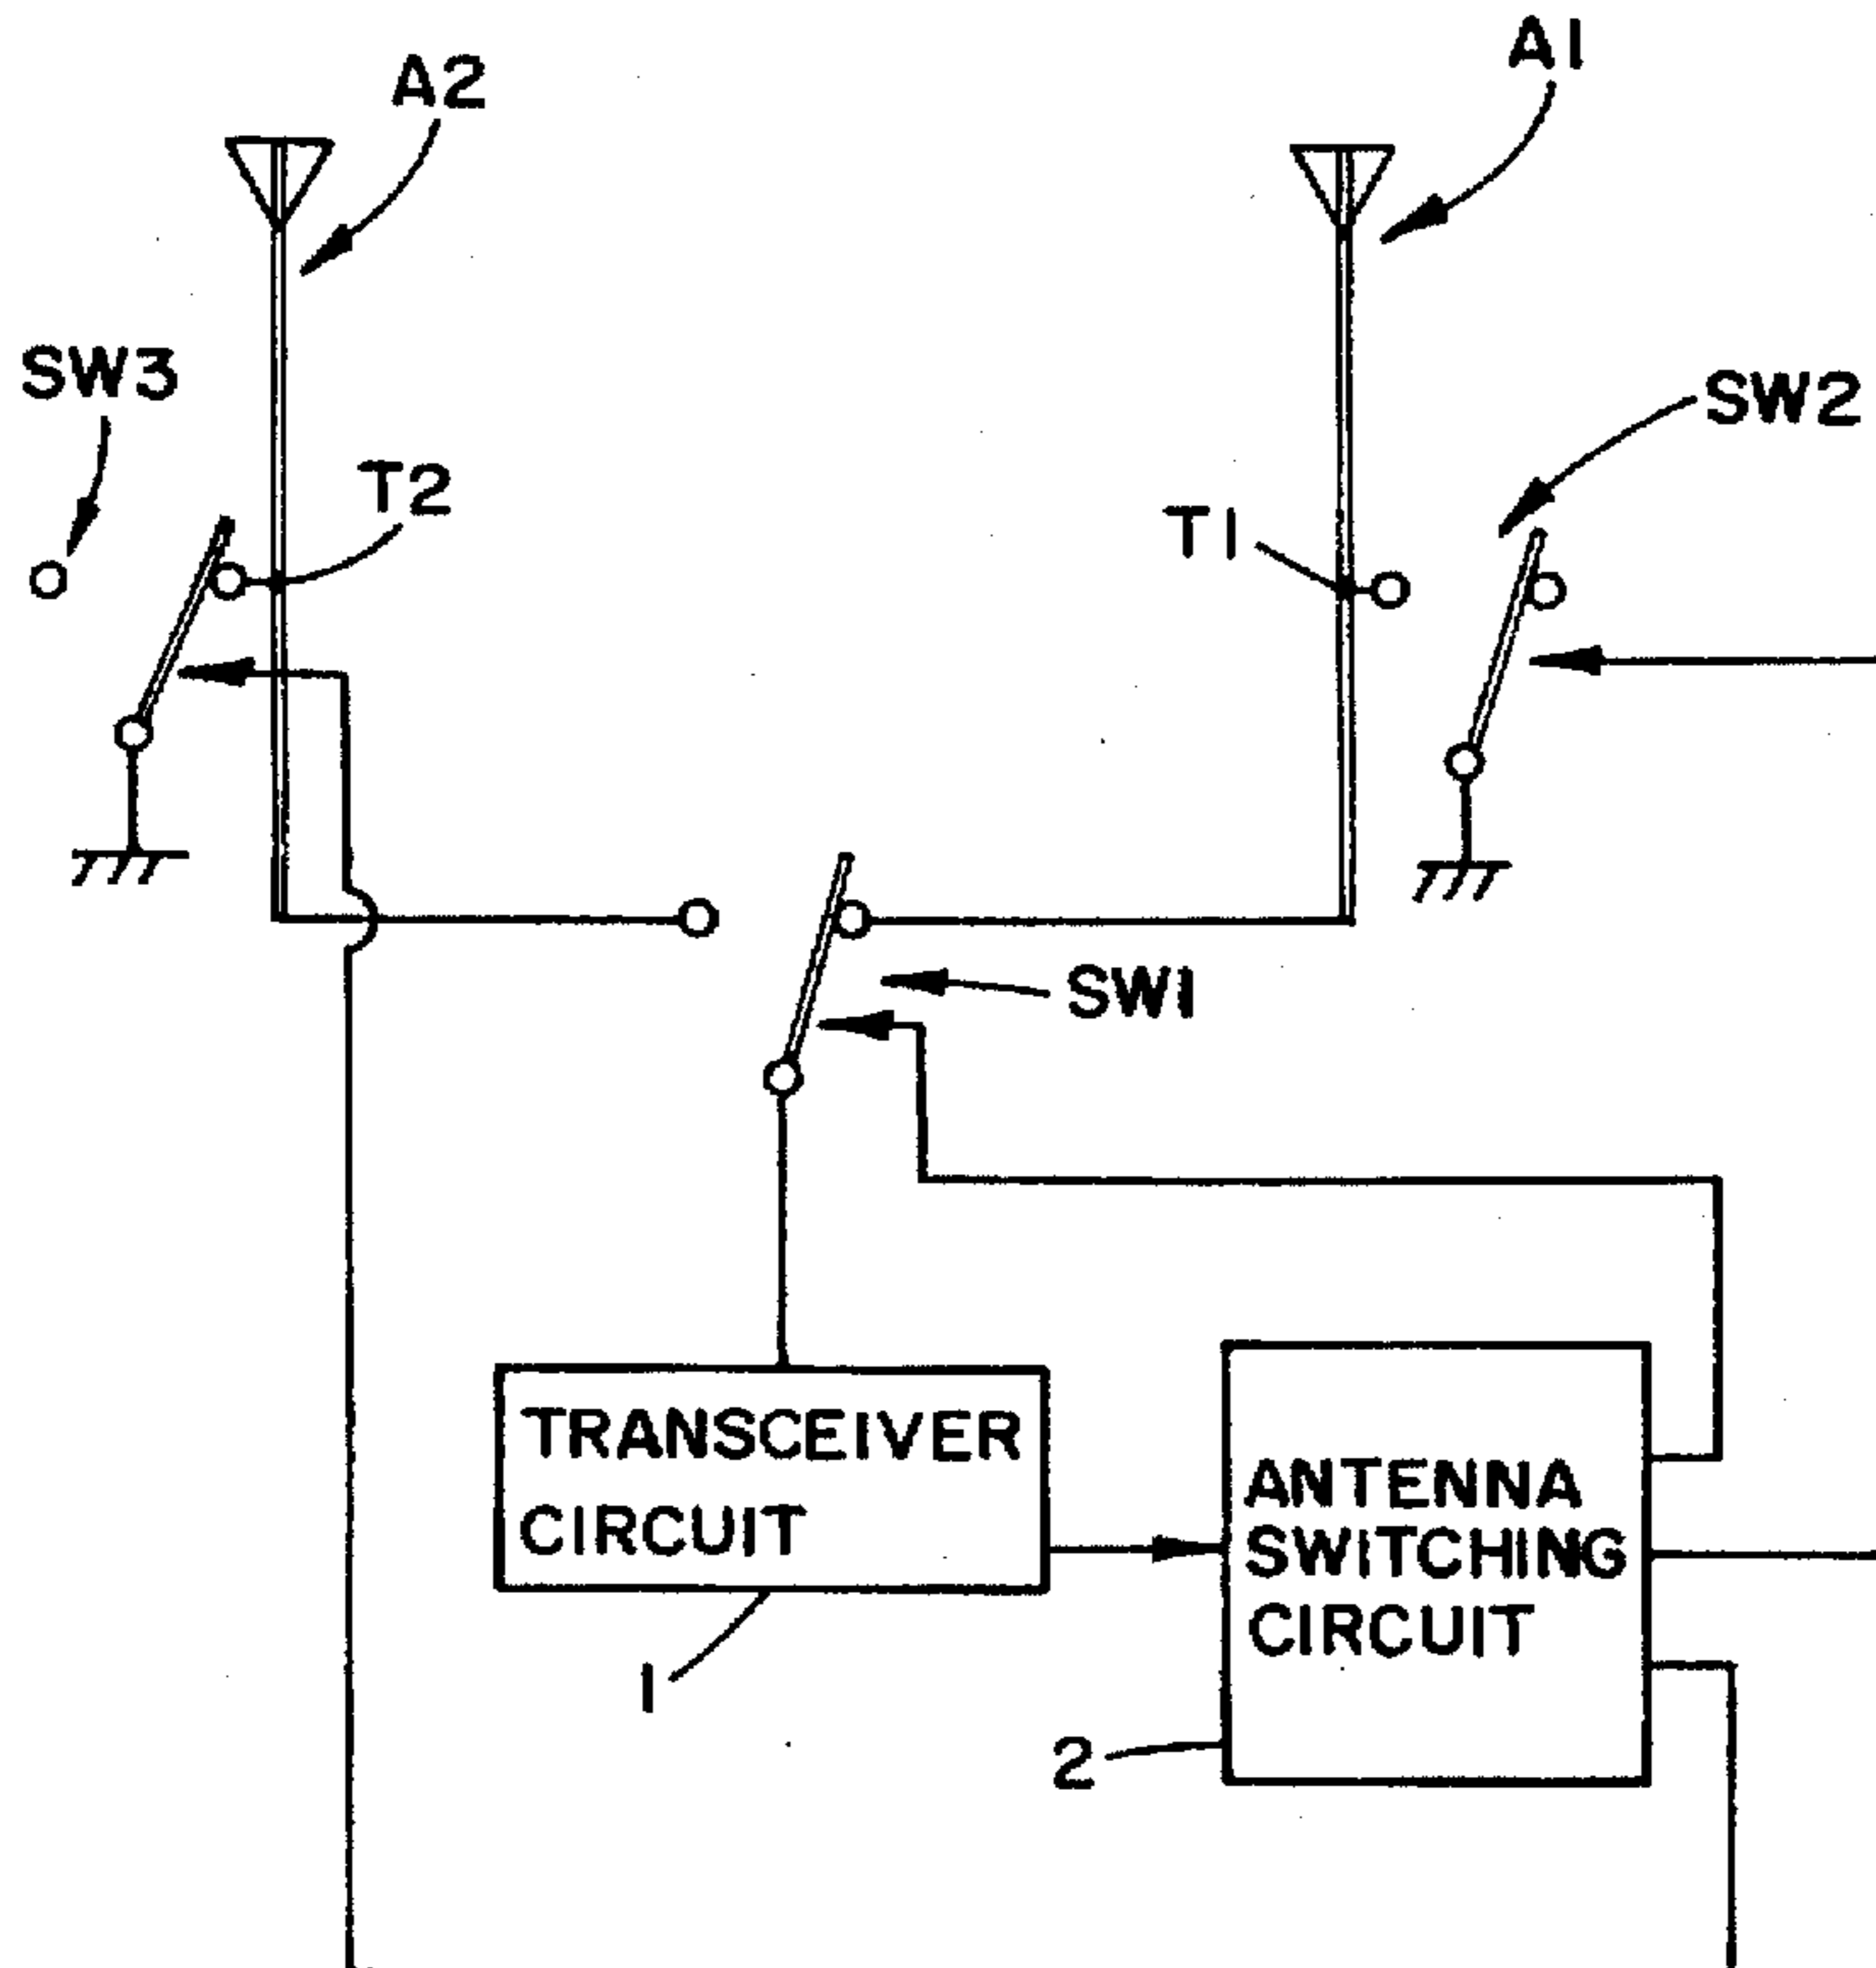 A2
A1
SW3
SW2
T2
T1
SW1
TRANSCEIVER
CIRCUIT
ANTENNA
SWITCHING
CIRCUIT
1
2